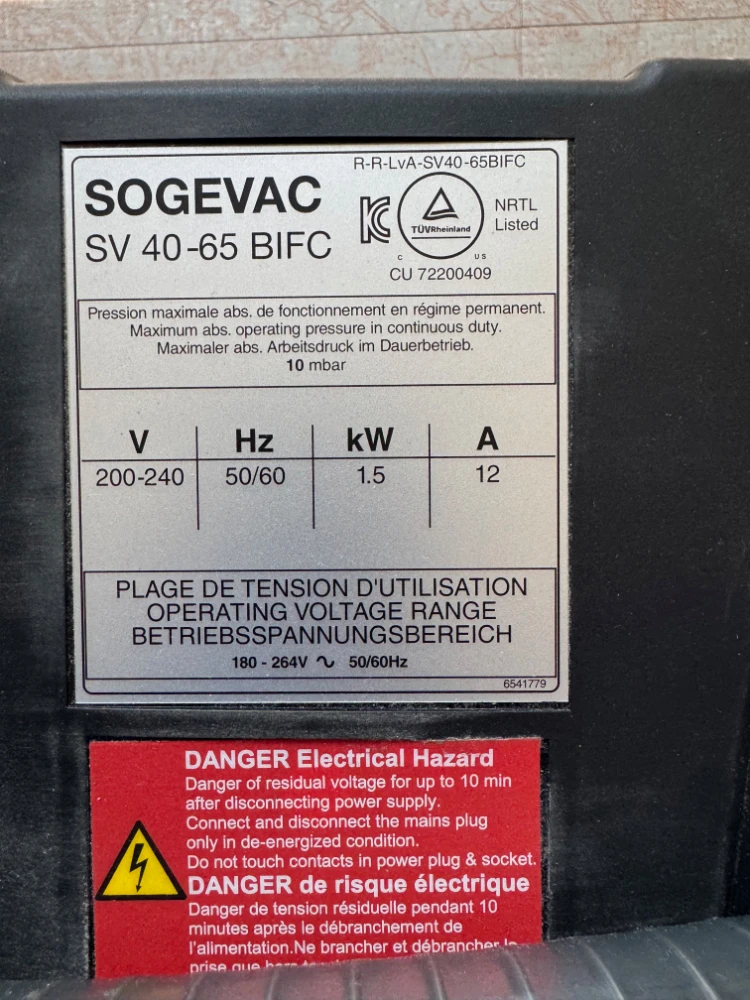 R-R-LvA-SV40-65BIFC
SOGEVAC
SV 40-65 BIFC
TÜVRheinland
C US
NRTL
Listed
CU 72200409
Pression maximale abs. de fonctionnement en régime permanent.
Maximum abs. operating pressure in continuous duty.
Maximaler abs. Arbeitsdruck im Dauerbetrieb.
10 mbar
V Hz kW A
200-240 50/60 1.5 12
PLAGE DE TENSION D'UTILISATION
OPERATING VOLTAGE RANGE
BETRIEBSSPANNUNGSBEREICH
180 - 264V ∿ 50/60Hz
6541779
DANGER Electrical Hazard
Danger of residual voltage for up to 10 min
after disconnecting power supply.
Connect and disconnect the mains plug
only in de-energized condition.
Do not touch contacts in power plug & socket.
DANGER de risque électrique
Danger de tension résiduelle pendant 10
minutes après le débranchement de
l'alimentation.Ne brancher et débrancher la
prise que hors